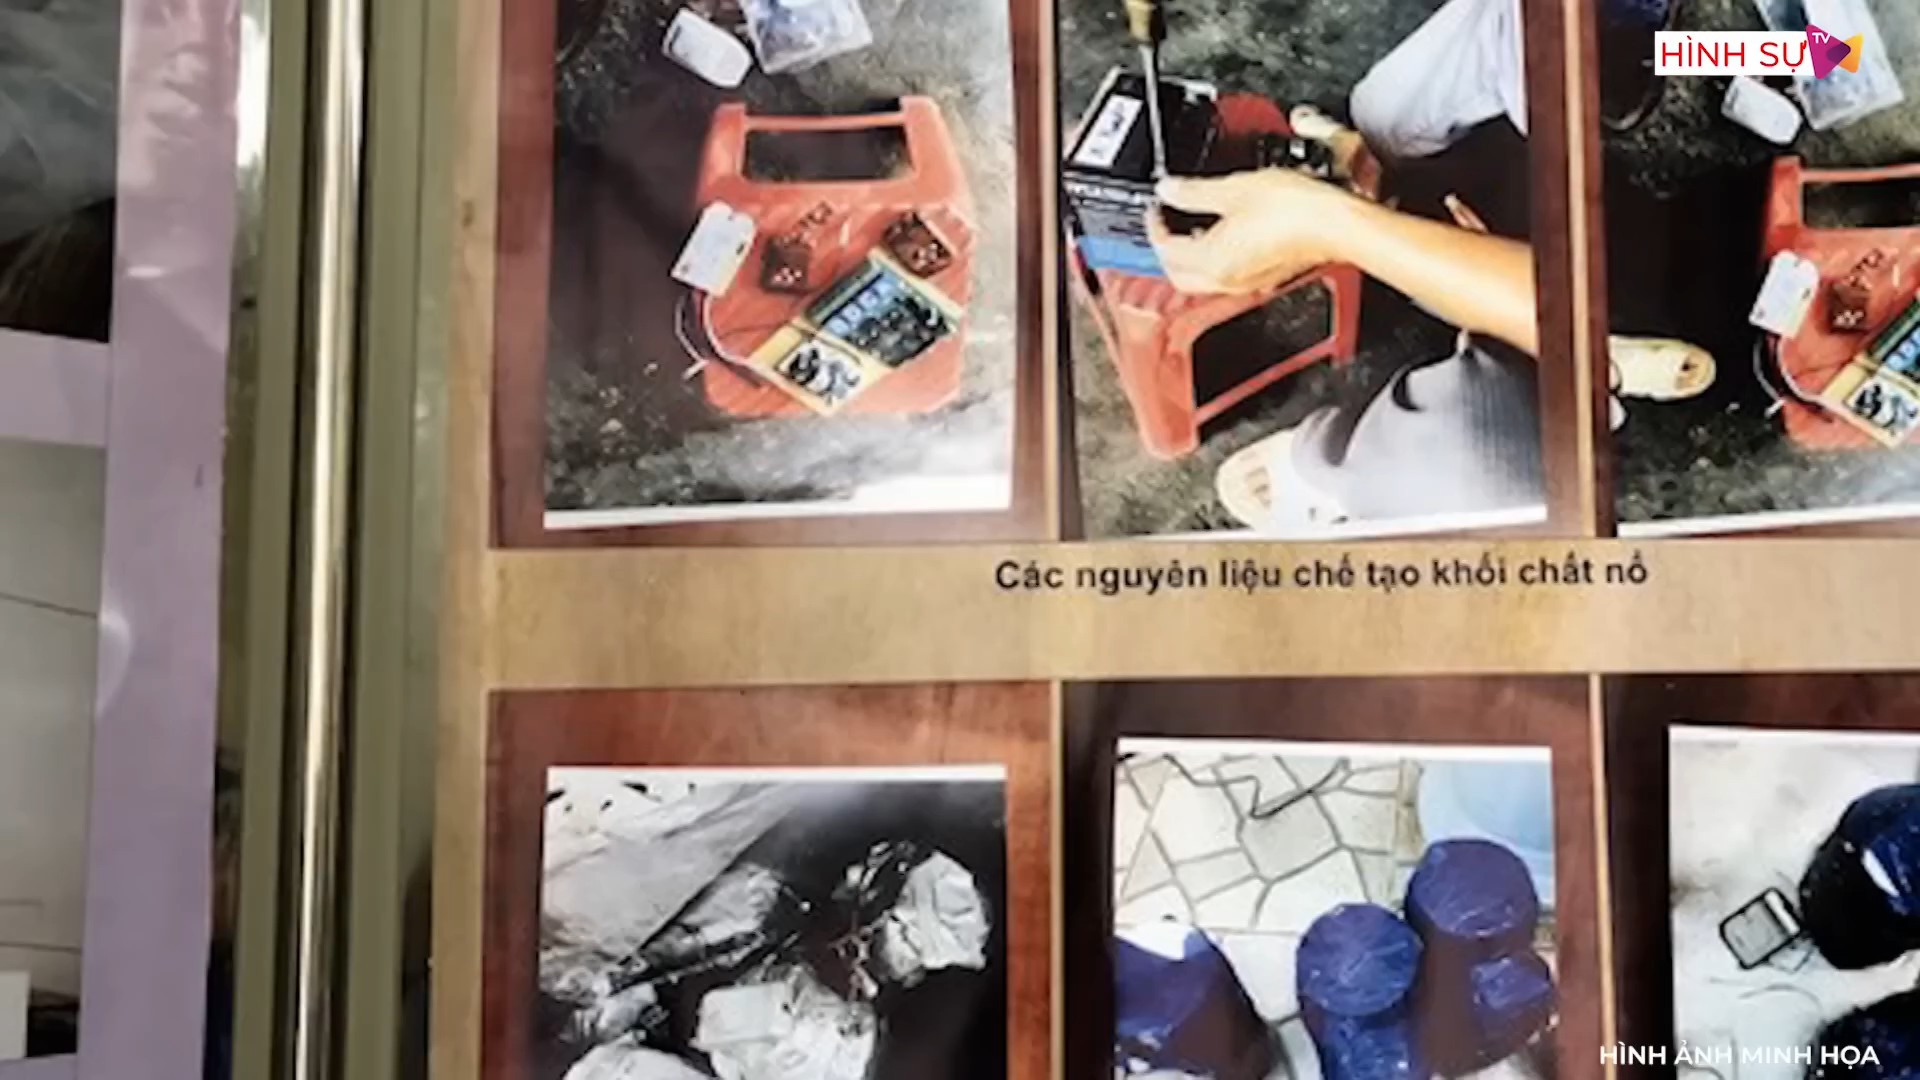 HÌNH SỰ TV
Các nguyên liệu chế tạo khối chất nổ
HÌNH ẢNH MINH HỌA